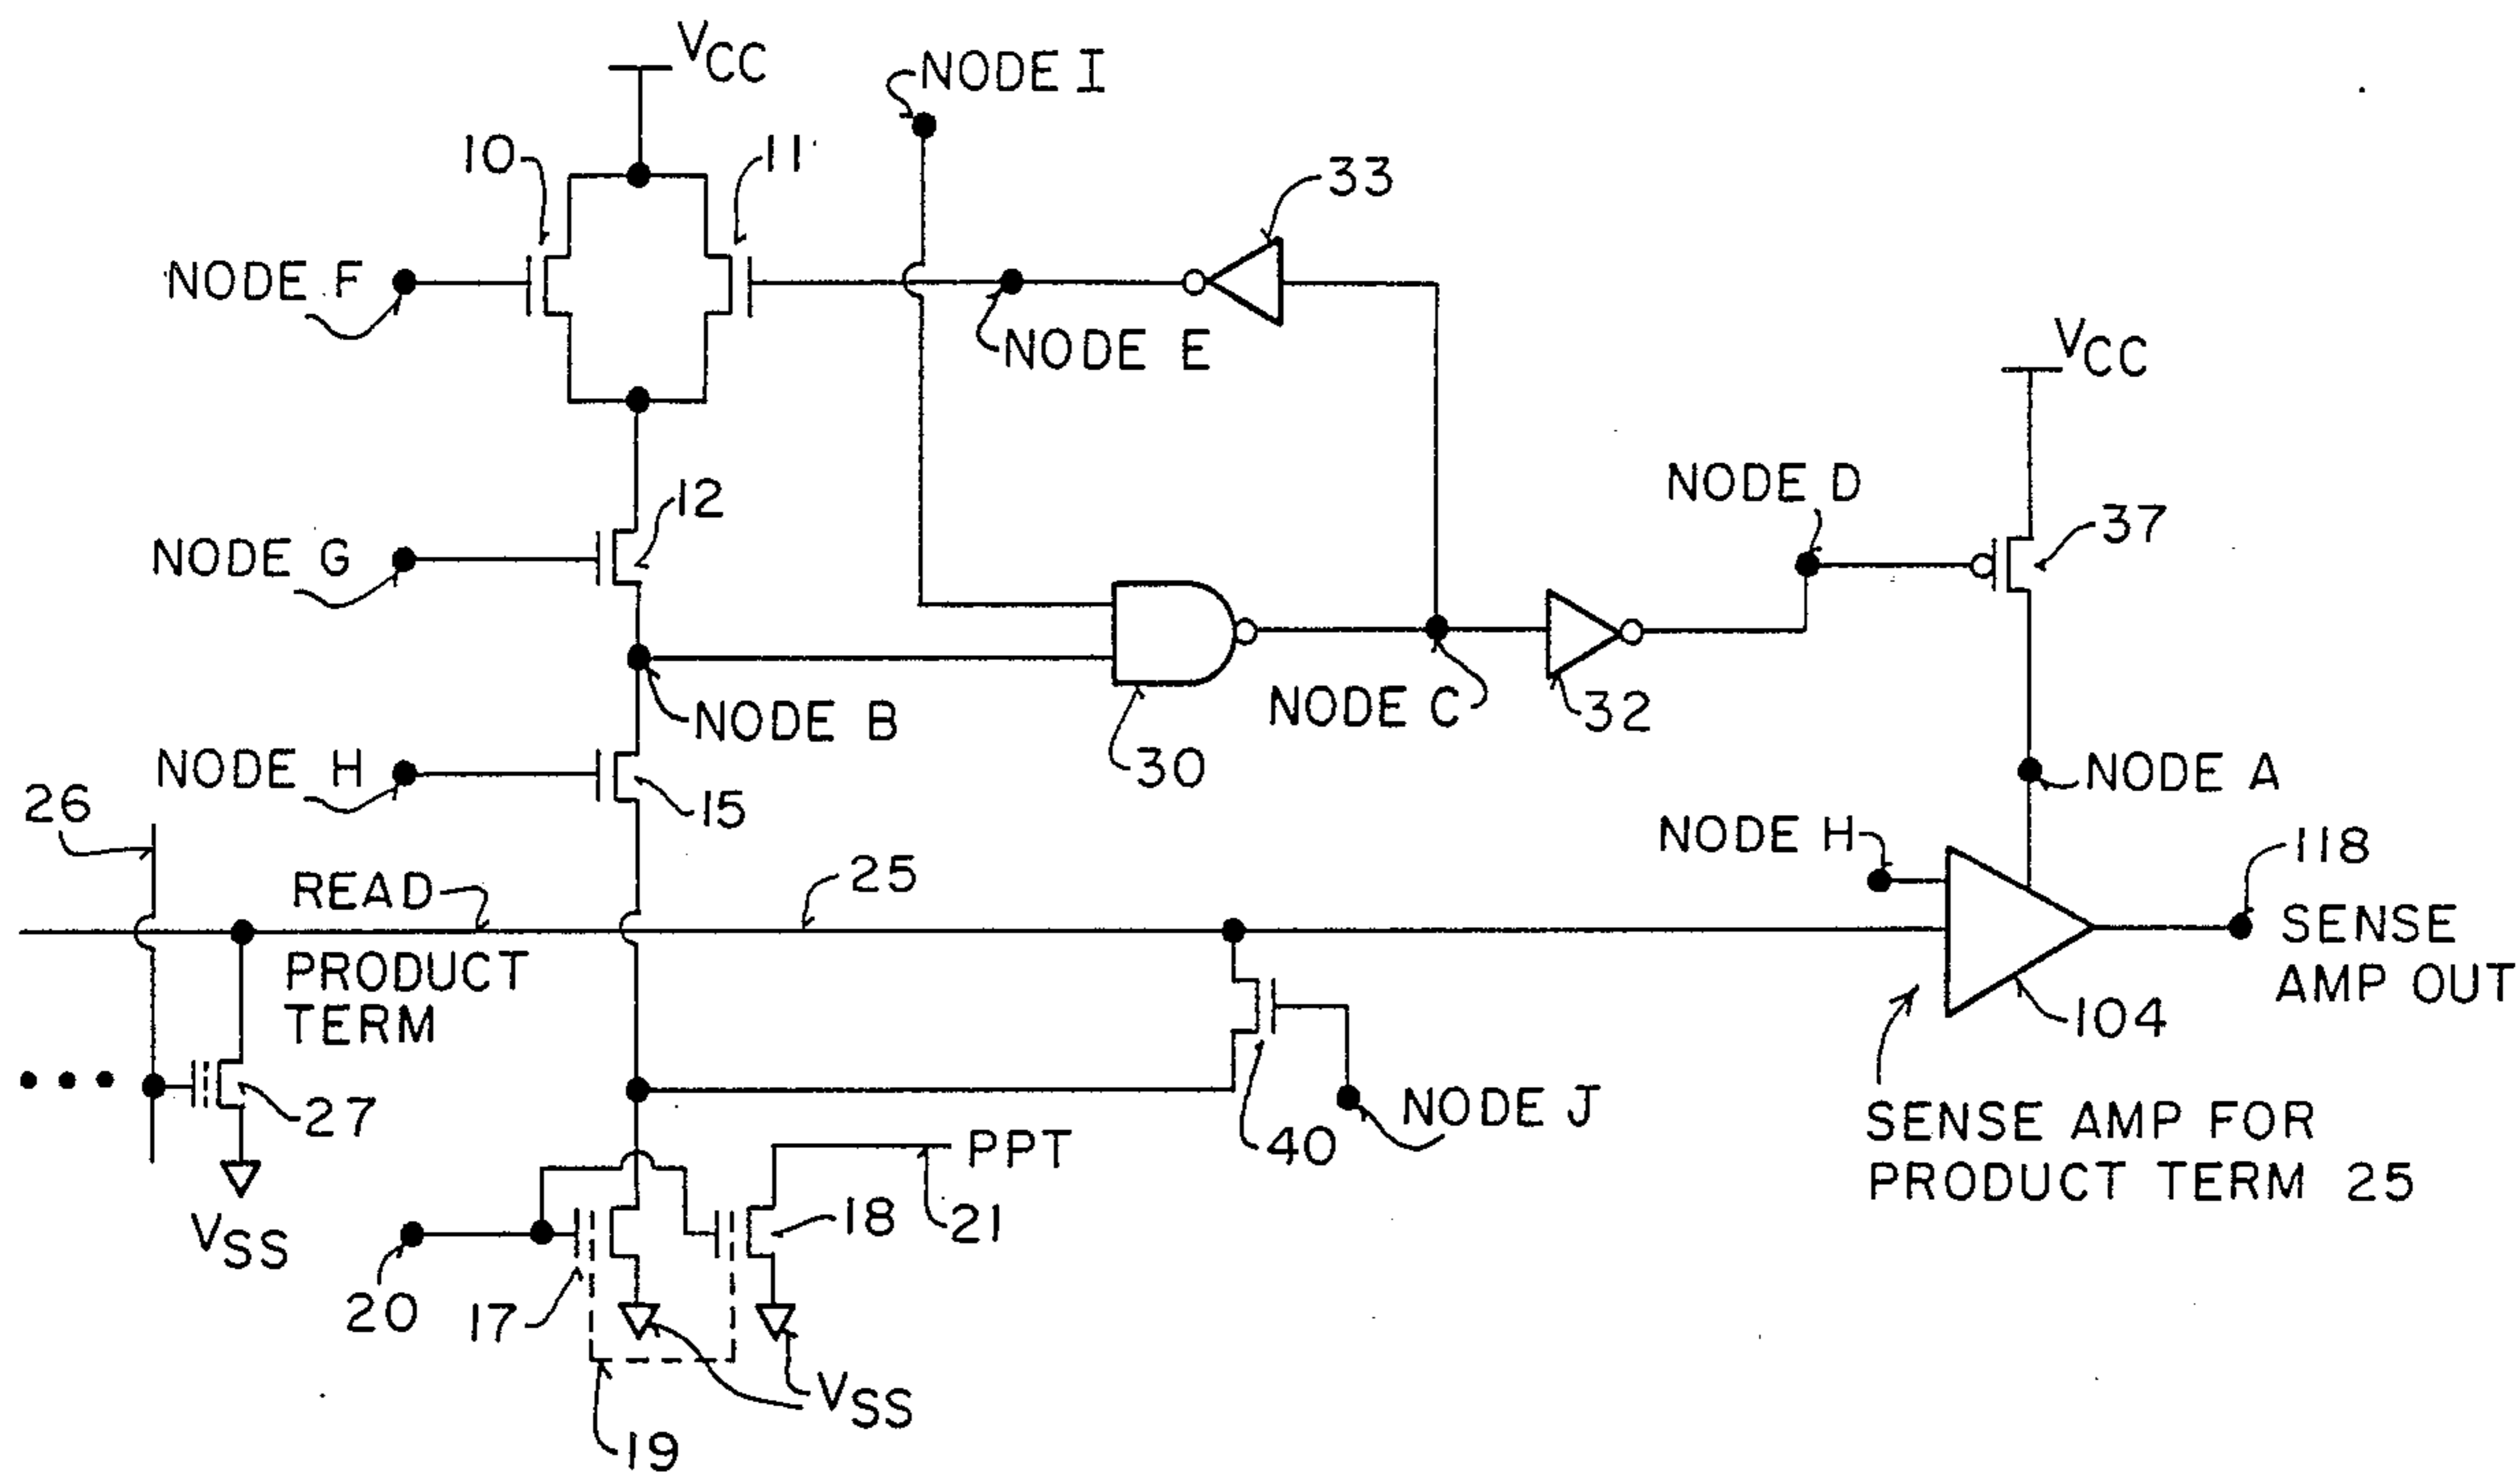 VCC
NODE I
10
11
33
NODE F
NODE E
VCC
12
NODE D
37
NODE G
NODE B
NODE C
32
30
NODE H
15
NODE A
26
NODE H
118
READ
25
SENSE
AMP OUT
PRODUCT
TERM
104
27
NODE J
40
SENSE AMP FOR
PRODUCT TERM 25
PPT
VSS
18
21
20
17
VSS
19